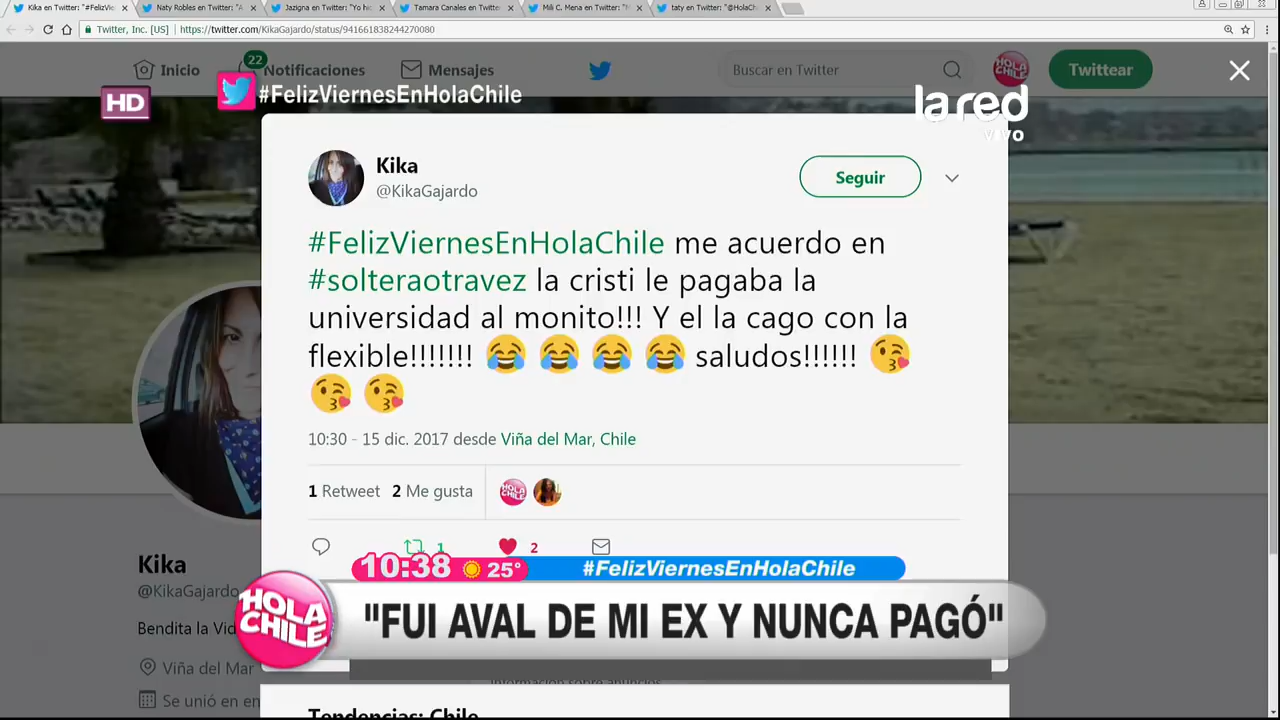 Kika en Twitter: "#FelizVier
Naty Robles en Twitter: "A
Jazigna en Twitter: "Yo hig
Tamara Canales en Twitter:
Mili C. Mena en Twitter: "
taty en Twitter: "@HolaCh
Twitter, Inc. [US]
https://twitter.com/KikaGajardo/status/941661838244270080
Inicio
22
Notificaciones
Mensajes
Buscar en Twitter
HOLA CHILE
Twittear
HD
#FelizViernesEnHolaChile
la red
VIVO
Kika
@KikaGajardo
Seguir
#FelizViernesEnHolaChile me acuerdo en
#solteraotravez la cristi le pagaba la
universidad al monito!!! Y el la cago con la
flexible!!!!!!! 😂 😂 😂 😂 saludos!!!!!! 😘
😘 😘
10:30 - 15 dic. 2017 desde Viña del Mar, Chile
1 Retweet 2 Me gusta
HOLA CHILE
1
2
10:38
25°
#FelizViernesEnHolaChile
Kika
@KikaGajardo
HOLA
CHILE
"FUI AVAL DE MI EX Y NUNCA PAGÓ"
Bendita la Vid
Viña del Mar
Se unió en en
Información sobre anuncios
Tendencias: Chile